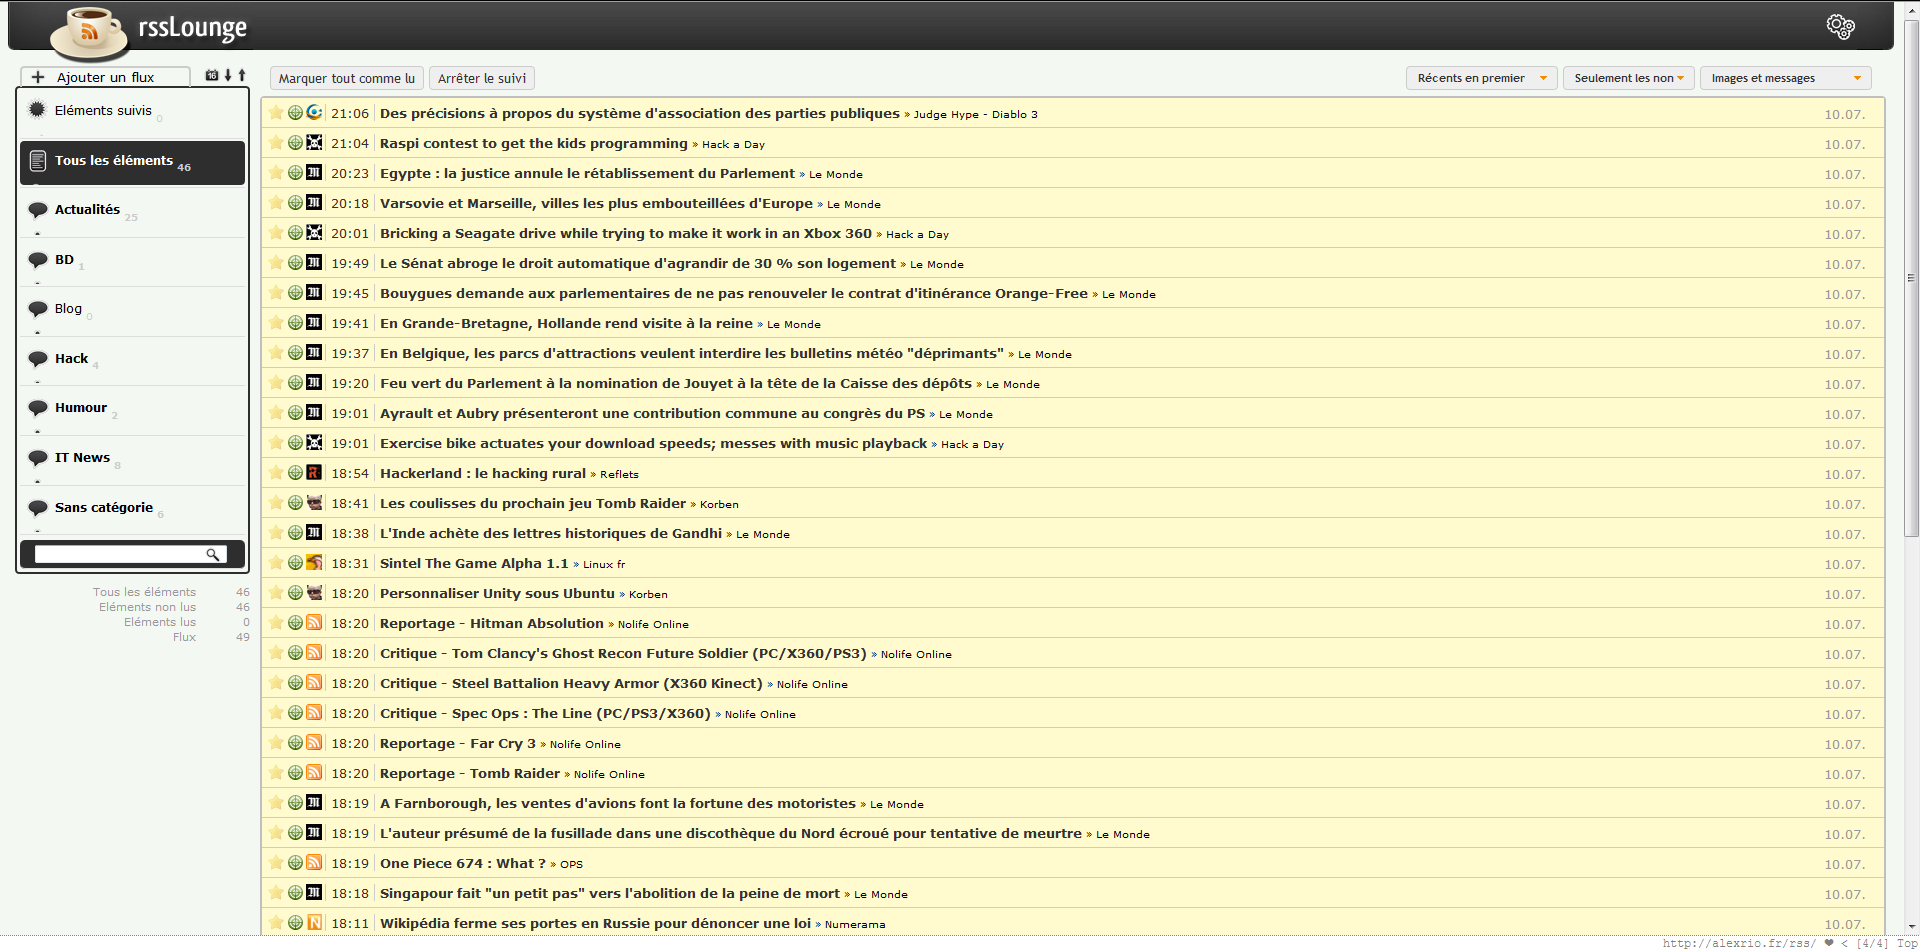 rssLounge
Ajouter un flux
16
Marquer tout comme lu
Arrêter le suivi
Récents en premier
Seulement les non
Images et messages
Eléments suivis 0
Tous les éléments 46
Actualités 25
BD 1
Blog 0
Hack 4
Humour 2
IT News 8
Sans catégorie 6
Tous les éléments 46
Eléments non lus 46
Eléments lus 0
Flux 49
21:06 Des précisions à propos du système d'association des parties publiques » Judge Hype - Diablo 3 10.07.
21:04 Raspi contest to get the kids programming » Hack a Day 10.07.
20:23 Egypte : la justice annule le rétablissement du Parlement » Le Monde 10.07.
20:18 Varsovie et Marseille, villes les plus embouteillées d'Europe » Le Monde 10.07.
20:01 Bricking a Seagate drive while trying to make it work in an Xbox 360 » Hack a Day 10.07.
19:49 Le Sénat abroge le droit automatique d'agrandir de 30 % son logement » Le Monde 10.07.
19:45 Bouygues demande aux parlementaires de ne pas renouveler le contrat d'itinérance Orange-Free » Le Monde 10.07.
19:41 En Grande-Bretagne, Hollande rend visite à la reine » Le Monde 10.07.
19:37 En Belgique, les parcs d'attractions veulent interdire les bulletins météo "déprimants" » Le Monde 10.07.
19:20 Feu vert du Parlement à la nomination de Jouyet à la tête de la Caisse des dépôts » Le Monde 10.07.
19:01 Ayrault et Aubry présenteront une contribution commune au congrès du PS » Le Monde 10.07.
19:01 Exercise bike actuates your download speeds; messes with music playback » Hack a Day 10.07.
18:54 Hackerland : le hacking rural » Reflets 10.07.
18:41 Les coulisses du prochain jeu Tomb Raider » Korben 10.07.
18:38 L'Inde achète des lettres historiques de Gandhi » Le Monde 10.07.
18:31 Sintel The Game Alpha 1.1 » Linux fr 10.07.
18:20 Personnaliser Unity sous Ubuntu » Korben 10.07.
18:20 Reportage - Hitman Absolution » Nolife Online 10.07.
18:20 Critique - Tom Clancy's Ghost Recon Future Soldier (PC/X360/PS3) » Nolife Online 10.07.
18:20 Critique - Steel Battalion Heavy Armor (X360 Kinect) » Nolife Online 10.07.
18:20 Critique - Spec Ops : The Line (PC/PS3/X360) » Nolife Online 10.07.
18:20 Reportage - Far Cry 3 » Nolife Online 10.07.
18:20 Reportage - Tomb Raider » Nolife Online 10.07.
18:19 A Farnborough, les ventes d'avions font la fortune des motoristes » Le Monde 10.07.
18:19 L'auteur présumé de la fusillade dans une discothèque du Nord écroué pour tentative de meurtre » Le Monde 10.07.
18:19 One Piece 674 : What ? » OPS 10.07.
18:18 Singapour fait "un petit pas" vers l'abolition de la peine de mort » Le Monde 10.07.
18:11 Wikipédia ferme ses portes en Russie pour dénoncer une loi » Numerama 10.07.
http://alexrio.fr/rss/ ♥ < [4/4] Top